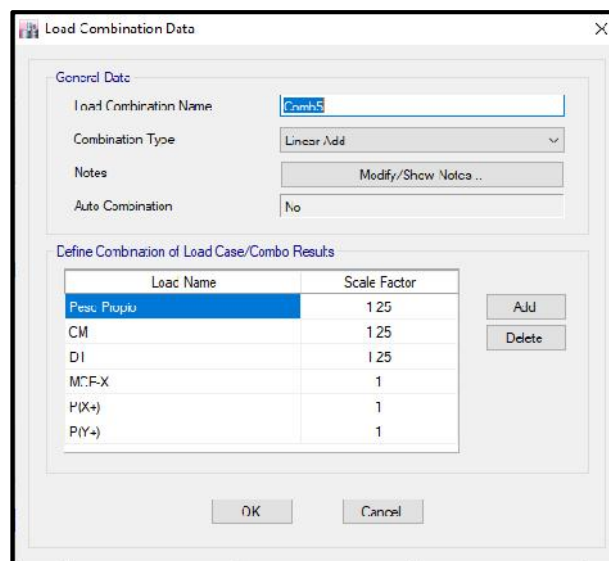 Load Combination Data
General Data
Load Combination Name Comb5
Combination Type Linear Add
Notes Modify/Show Notes...
Auto Combination No
Define Combination of Load Case/Combo Results
Load Name Scale Factor
Peso Propio 1.25
CM 1.25
1.25
1
P(X+) 1
P(Y+) 1
Add
Delete
OK Cancel